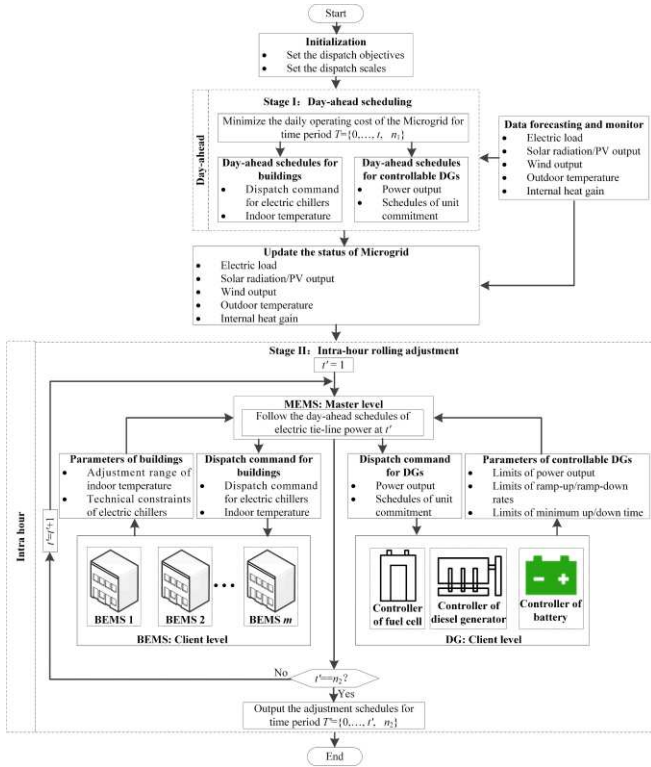 Start
Initialization
• Set the dispatch objectives
• Set the dispatch scales
Day-ahead
Stage I：Day-ahead scheduling
Minimize the daily operating cost of the Microgrid for
time period T={0,…, t, n1}
Day-ahead schedules for
buildings
• Dispatch command
for electric chillers
• Indoor temperature
Day-ahead schedules
for controllable DGs
• Power output
• Schedules of unit
commitment
Data forecasting and monitor
• Electric load
• Solar radiation/PV output
• Wind output
• Outdoor temperature
• Internal heat gain
Update the status of Microgrid
• Electric load
• Solar radiation/PV output
• Wind output
• Outdoor temperature
• Internal heat gain
Intra hour
Stage II：Intra-hour rolling adjustment
t' = 1
MEMS: Master level
Follow the day-ahead schedules of
electric tie-line power at t'
Parameters of buildings
• Adjustment range of
indoor temperature
• Technical constraints
of electric chillers
Dispatch command for
buildings
• Dispatch command
for electric chillers
• Indoor temperature
Dispatch command
for DGs
• Power output
• Schedules of unit
commitment
Parameters of controllable DGs
• Limits of power output
• Limits of ramp-up/ramp-down
rates
• Limits of minimum up/down time
t'=t'+1
BEMS 1
BEMS 2
•••
BEMS m
BEMS: Client level
Controller
of fuel cell
Controller of
diesel generator
Controller of
battery
DG: Client level
No
t'==n2?
Yes
Output the adjustment schedules for
time period T'={0,…, t', n2}
End